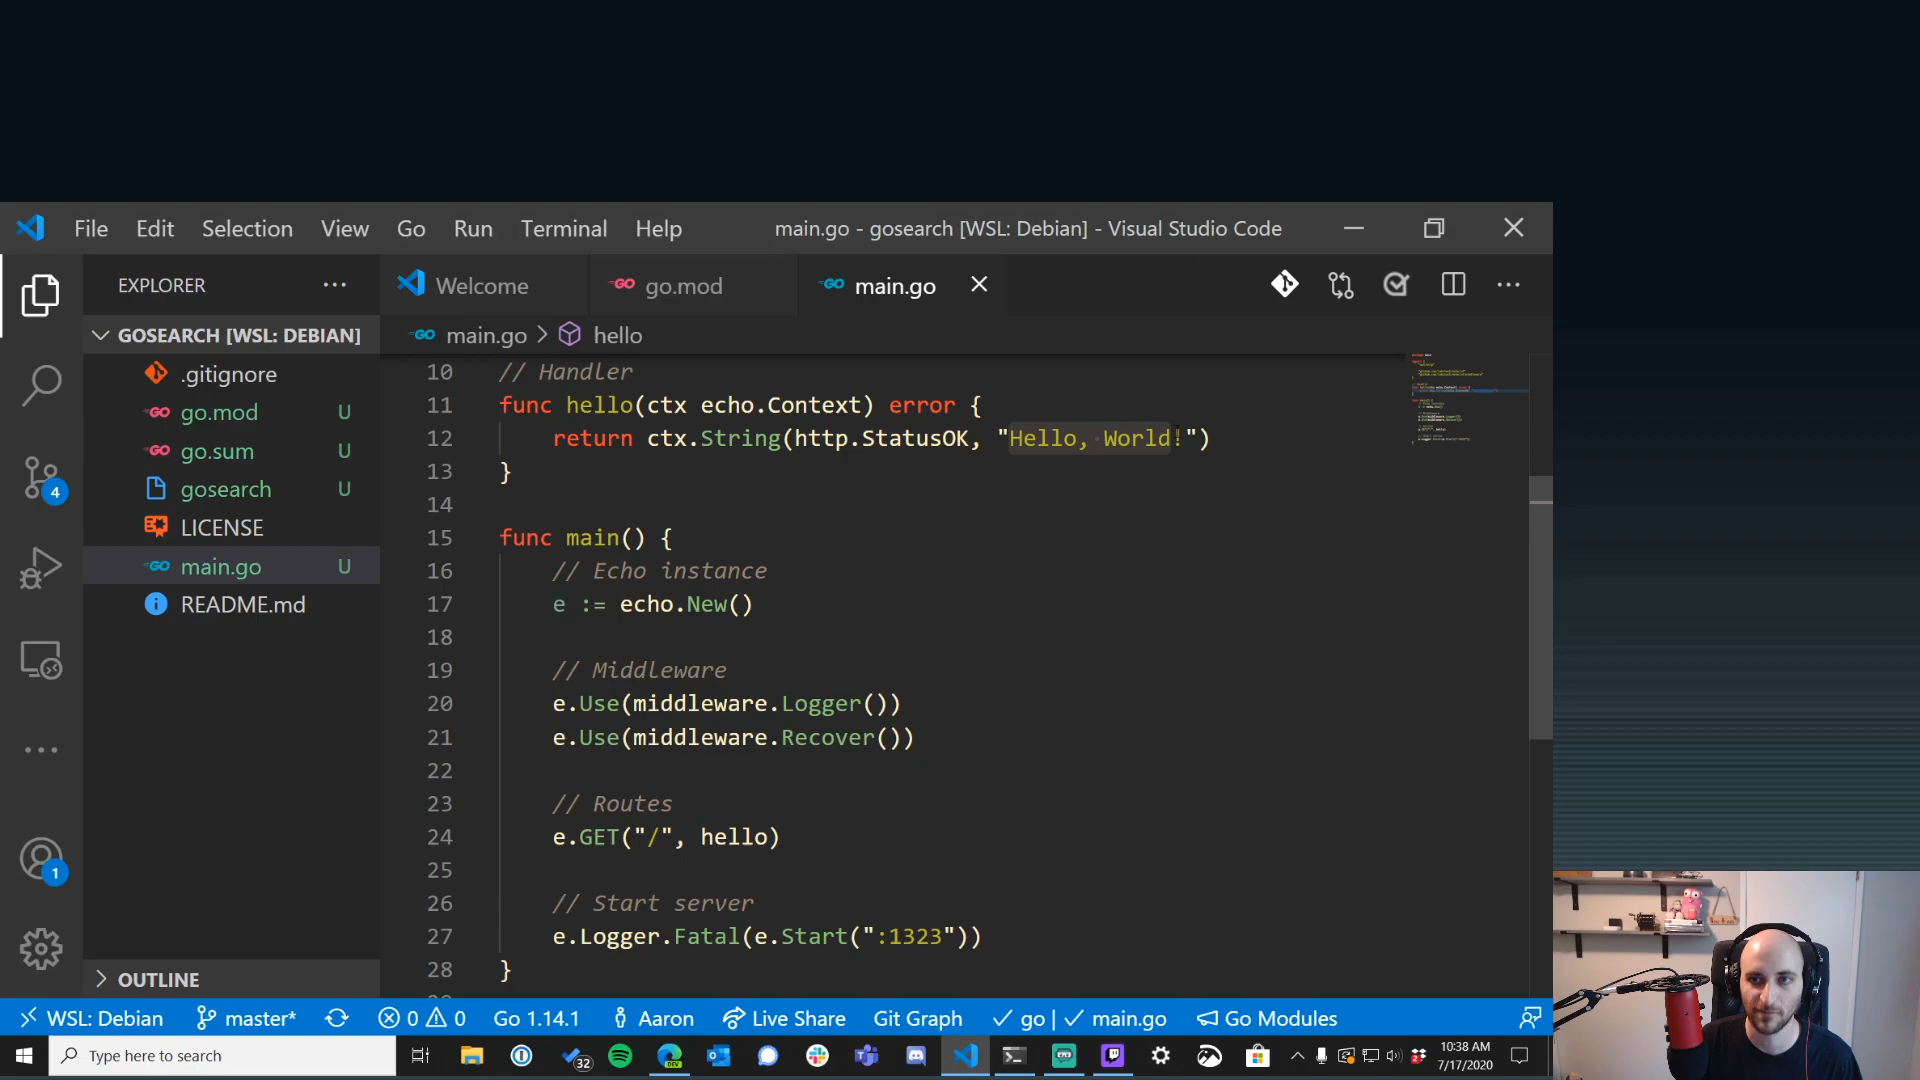 File Edit Selection View Go Run Terminal Help main.go - gosearch [WSL: Debian] - Visual Studio Code
EXPLORER
Welcome
go.mod
main.go
GOSEARCH [WSL: DEBIAN]
.gitignore
go.mod U
go.sum U
gosearch U
LICENSE
main.go U
README.md
OUTLINE
4
1
main.go > hello
10 // Handler
11 func hello(ctx echo.Context) error {
12 return ctx.String(http.StatusOK, "Hello,·World!")
13 }
14
15 func main() {
16 // Echo instance
17 e := echo.New()
18
19 // Middleware
20 e.Use(middleware.Logger())
21 e.Use(middleware.Recover())
22
23 // Routes
24 e.GET("/", hello)
25
26 // Start server
27 e.Logger.Fatal(e.Start(":1323"))
28 }
WSL: Debian master* 0 0 Go 1.14.1 Aaron Live Share Git Graph go | main.go Go Modules
Type here to search
32
DEV
10:38 AM
7/17/2020